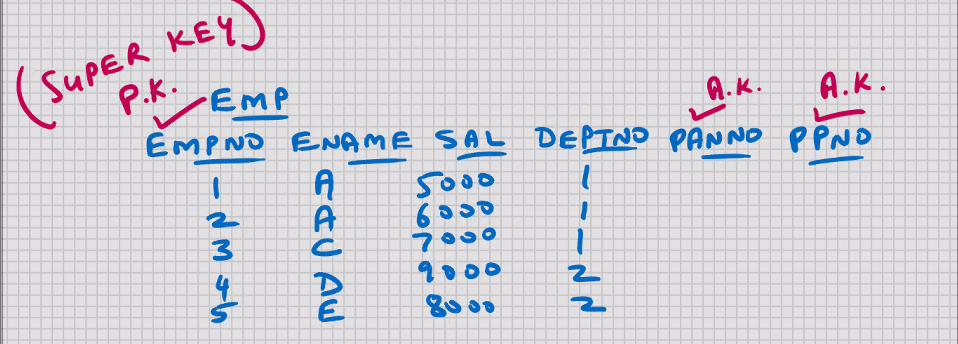 (SUPER KEY)
P.K. A.K. A.K.
EMP
EMPNO ENAME SAL DEPTNO PANNO PPNO
1 A 5000 1
2 A 6000 1
3 C 7000 1
4 D 9000 2
5 E 8000 2